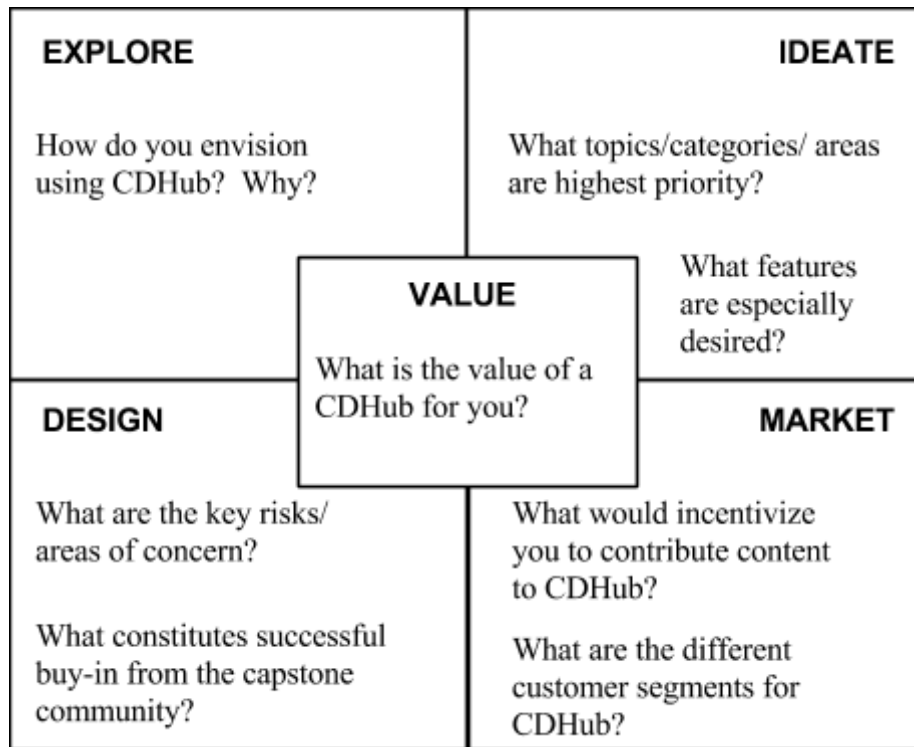 EXPLORE
How do you envision
using CDHub?  Why?
IDEATE
What topics/categories/ areas
are highest priority?
What features
are especially
desired?
VALUE
What is the value of a
CDHub for you?
DESIGN
What are the key risks/
areas of concern?
What constitutes successful
buy-in from the capstone
community?
MARKET
What would incentivize
you to contribute content
to CDHub?
What are the different
customer segments for
CDHub?